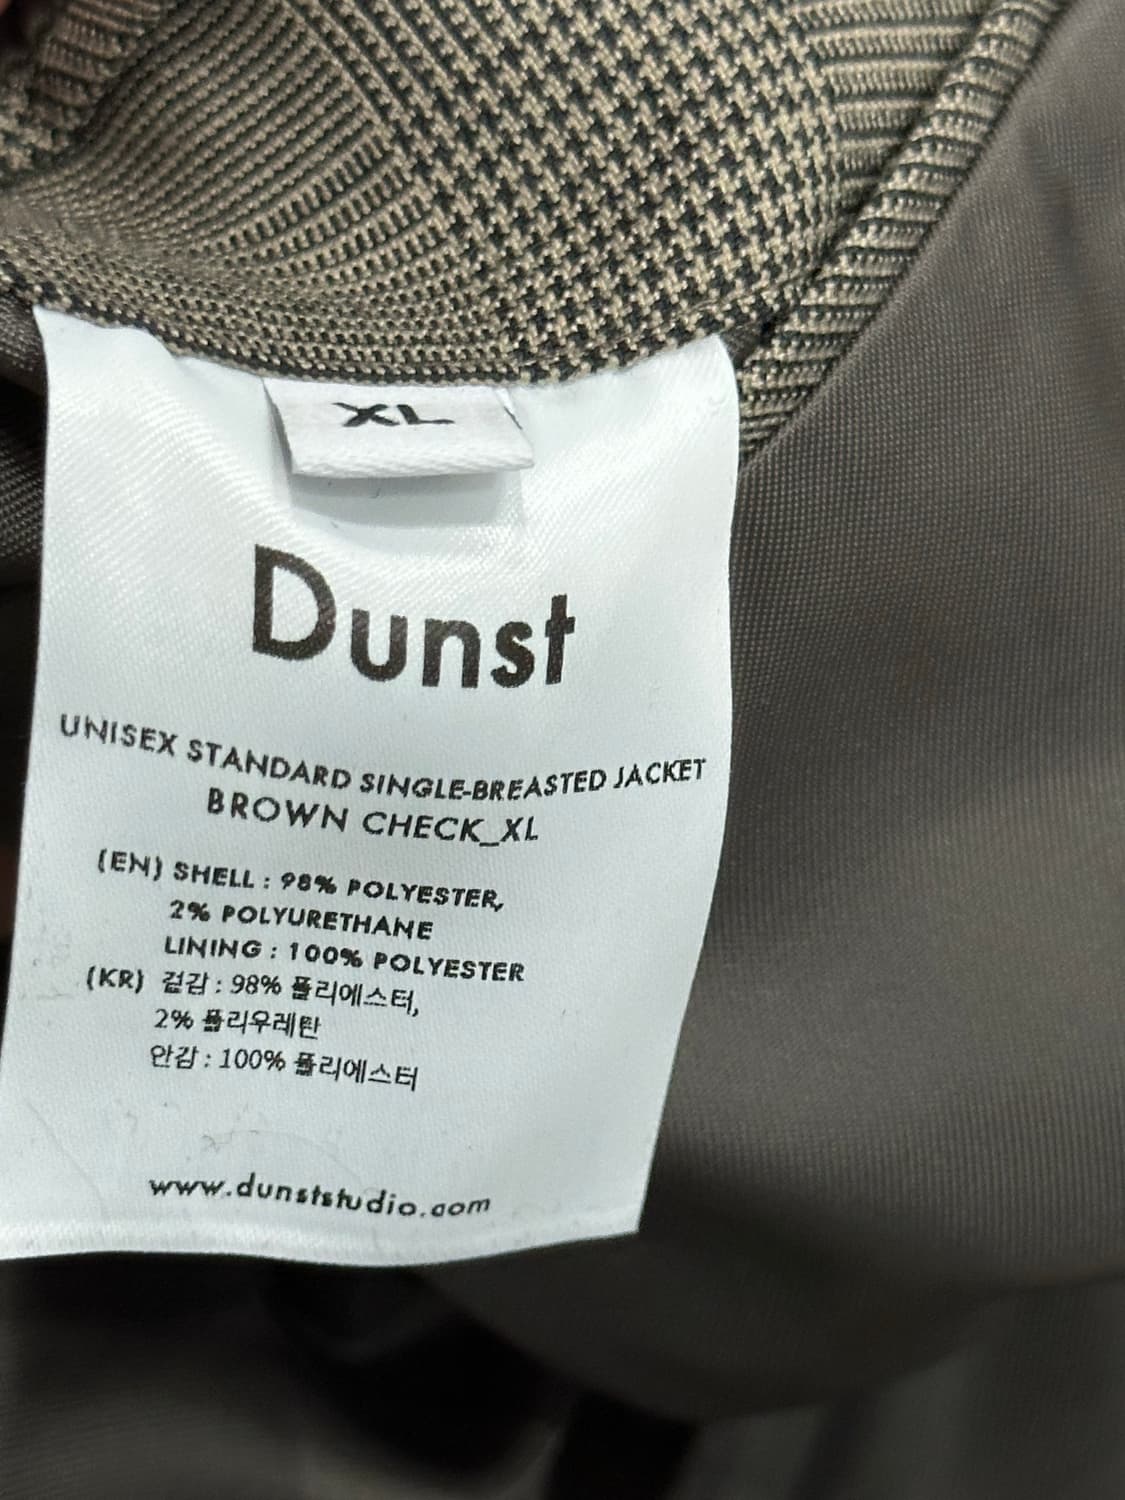 XL
Dunst
UNISEX STANDARD SINGLE-BREASTED JACKET
BROWN CHECK_XL
(EN) SHELL : 98% POLYESTER,
2% POLYURETHANE
LINING : 100% POLYESTER
(KR) 겉감 : 98% 폴리에스터,
2% 폴리우레탄
안감 : 100% 폴리에스터
www.dunststudio.com